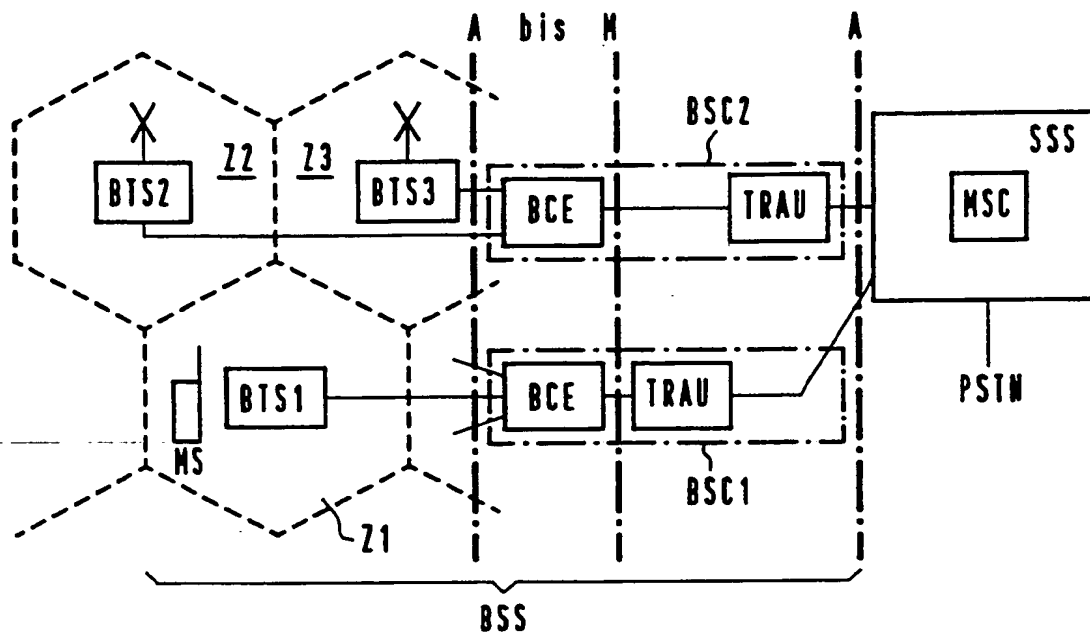 A bis M A
BSC2
SSS
Z2 Z3
BTS2 BTS3 BCE TRAU MSC
BTS1 BCE TRAU
PSTN
MS
BSC1
Z1
BSS